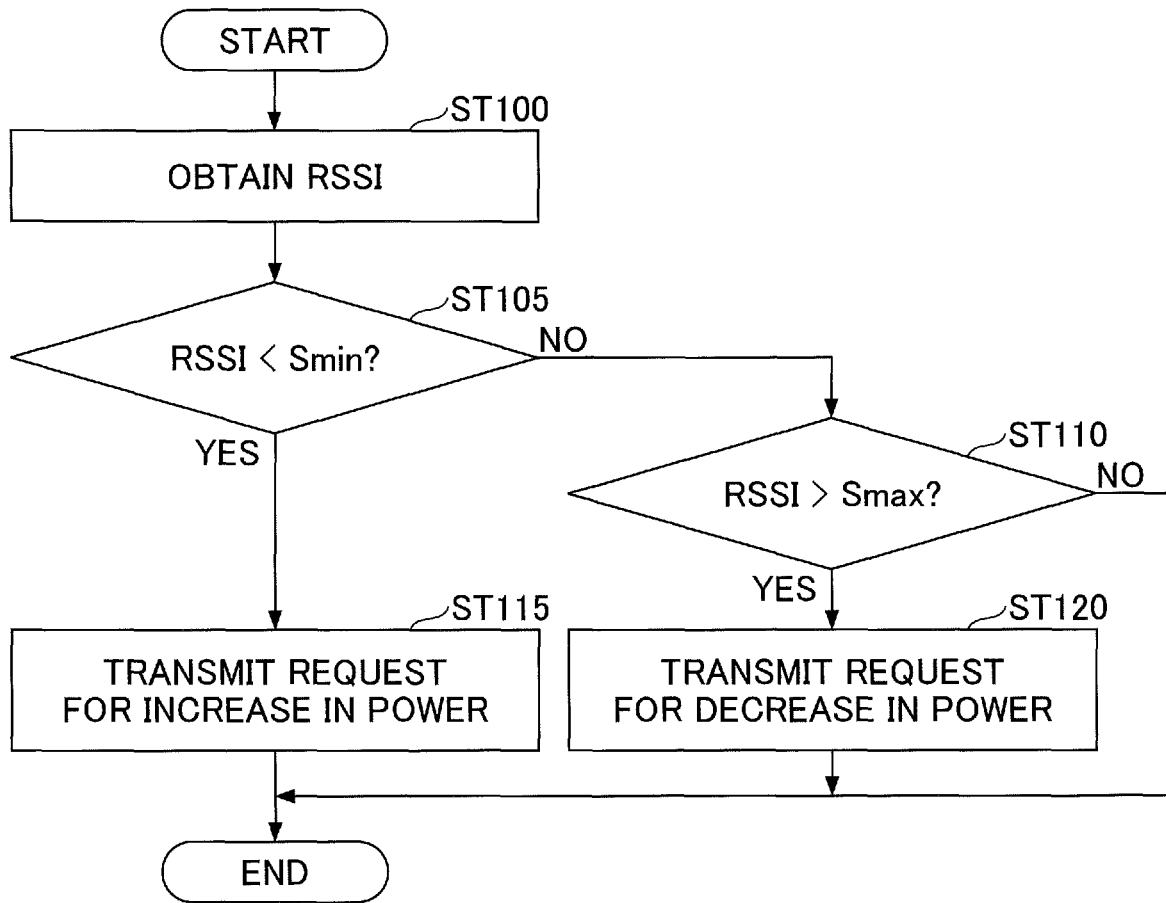 START
ST100
OBTAIN RSSI
ST105
RSSI < Smin?
NO
YES
ST110
RSSI > Smax?
NO
YES
ST115
TRANSMIT REQUEST
FOR INCREASE IN POWER
ST120
TRANSMIT REQUEST
FOR DECREASE IN POWER
END